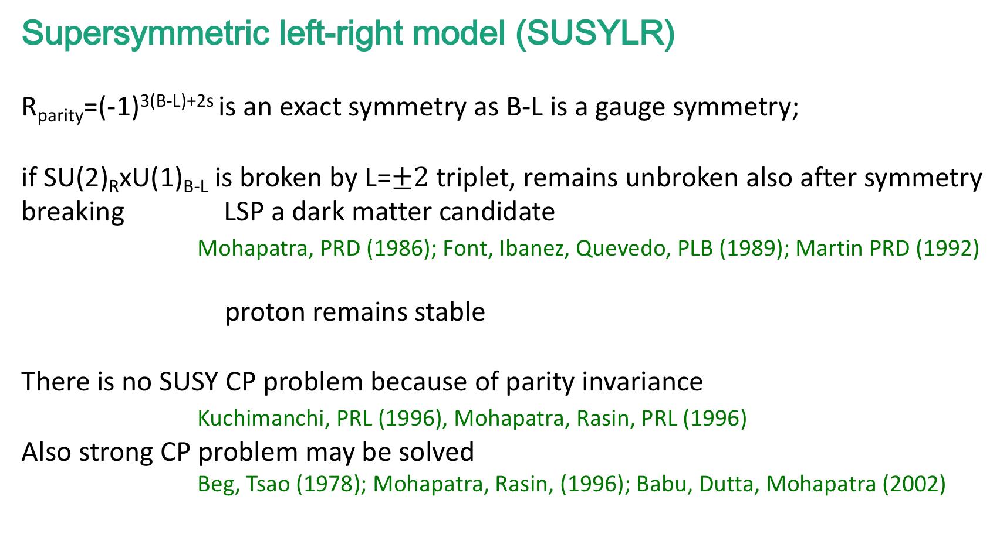 Supersymmetric left-right model (SUSYLR)
R_parity=(-1)^3(B-L)+2s is an exact symmetry as B-L is a gauge symmetry;
if SU(2)_RxU(1)_B-L is broken by L=±2 triplet, remains unbroken also after symmetry
breaking LSP a dark matter candidate
Mohapatra, PRD (1986); Font, Ibanez, Quevedo, PLB (1989); Martin PRD (1992)
proton remains stable
There is no SUSY CP problem because of parity invariance
Kuchimanchi, PRL (1996), Mohapatra, Rasin, PRL (1996)
Also strong CP problem may be solved
Beg, Tsao (1978); Mohapatra, Rasin, (1996); Babu, Dutta, Mohapatra (2002)